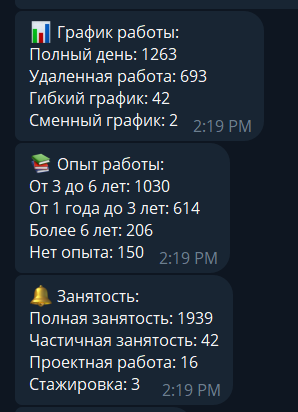 📊 График работы:
Полный день: 1263
Удаленная работа: 693
Гибкий график: 42
Сменный график: 2
2:19 PM
📚 Опыт работы:
От 3 до 6 лет: 1030
От 1 года до 3 лет: 614
Более 6 лет: 206
Нет опыта: 150
2:19 PM
🔔 Занятость:
Полная занятость: 1939
Частичная занятость: 42
Проектная работа: 16
Стажировка: 3
2:19 PM